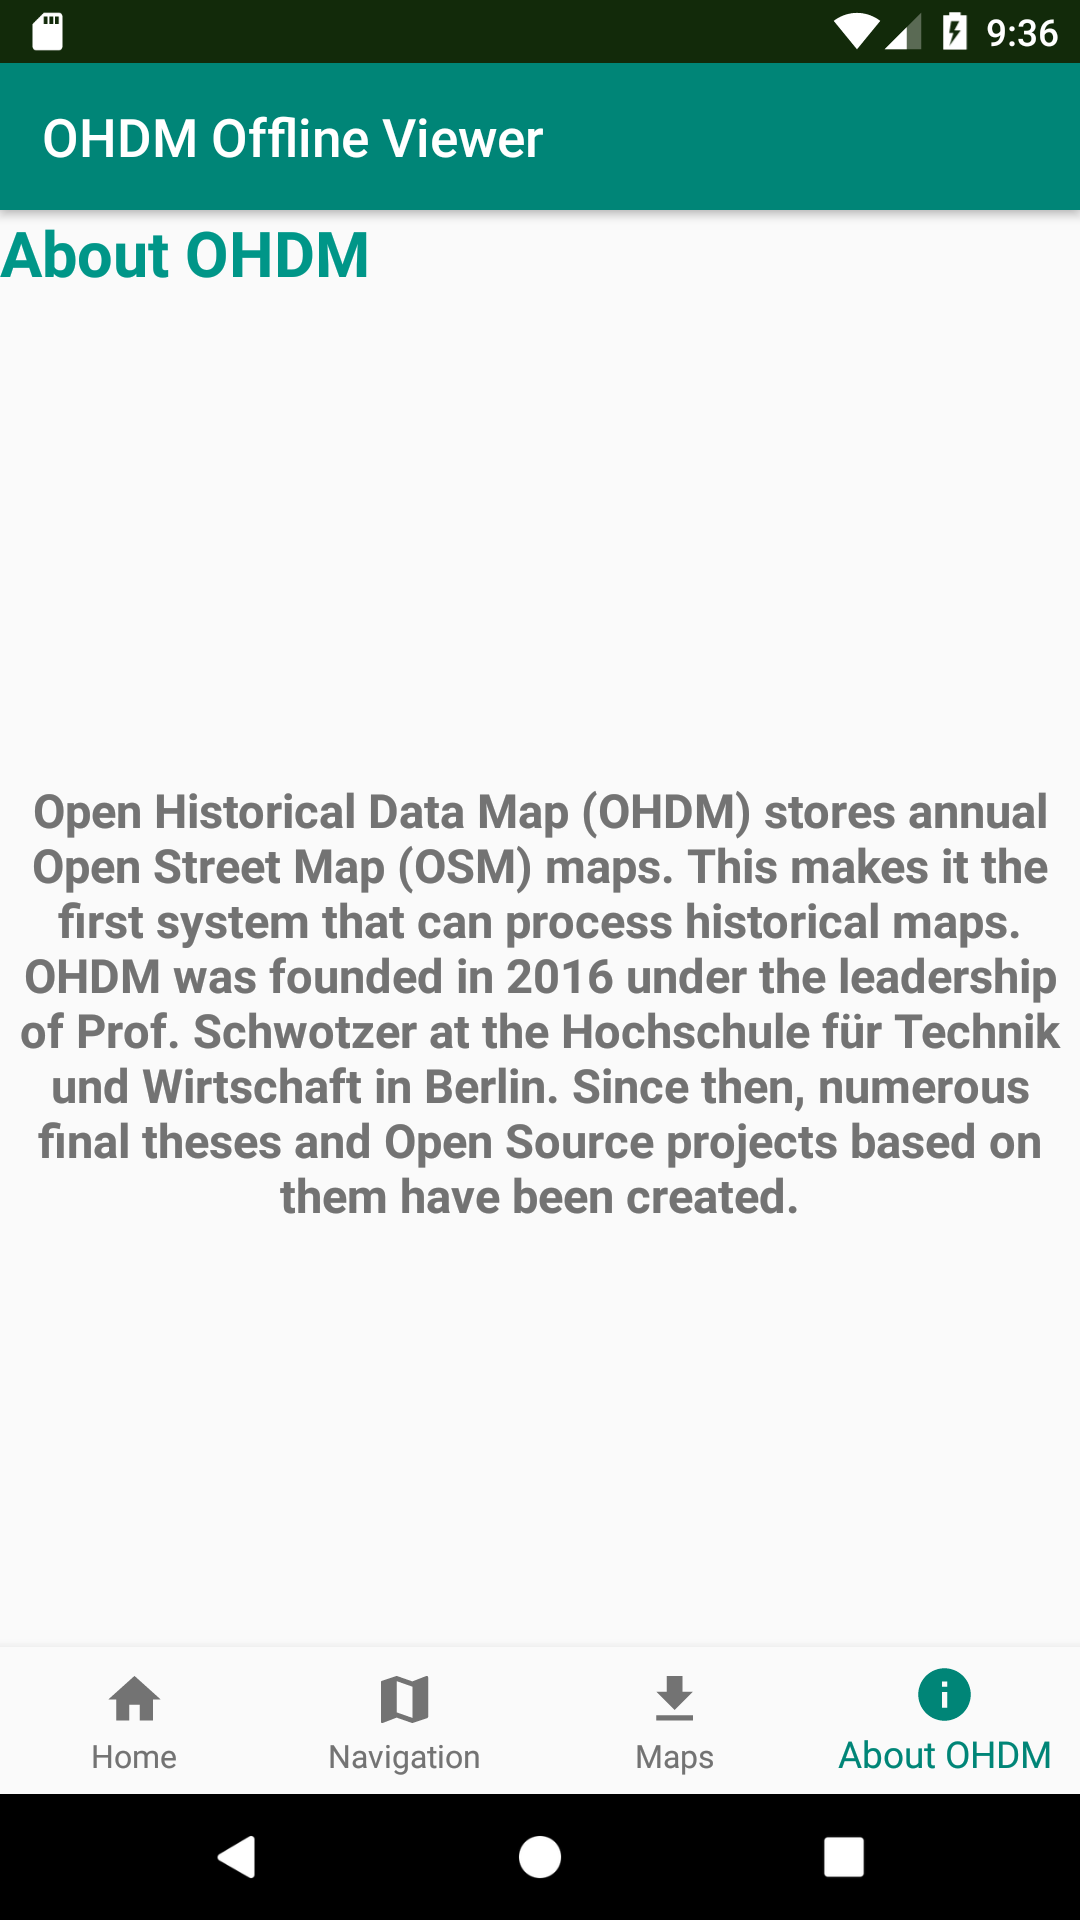 9:36
OHDM Offline Viewer
About OHDM
Open Historical Data Map (OHDM) stores annual
Open Street Map (OSM) maps. This makes it the
first system that can process historical maps.
OHDM was founded in 2016 under the leadership
of Prof. Schwotzer at the Hochschule für Technik
und Wirtschaft in Berlin. Since then, numerous
final theses and Open Source projects based on
them have been created.
Home
Navigation
Maps
About OHDM